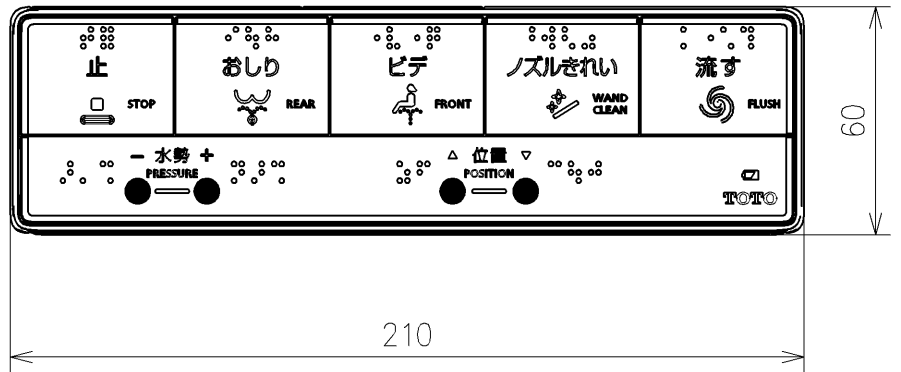 止 STOP
おしり REAR
ビデ FRONT
ノズルきれい WAND CLEAN
流す FLUSH
− 水勢 +
PRESSURE
△ 位置 ▽
POSITION
TOTO
60
210